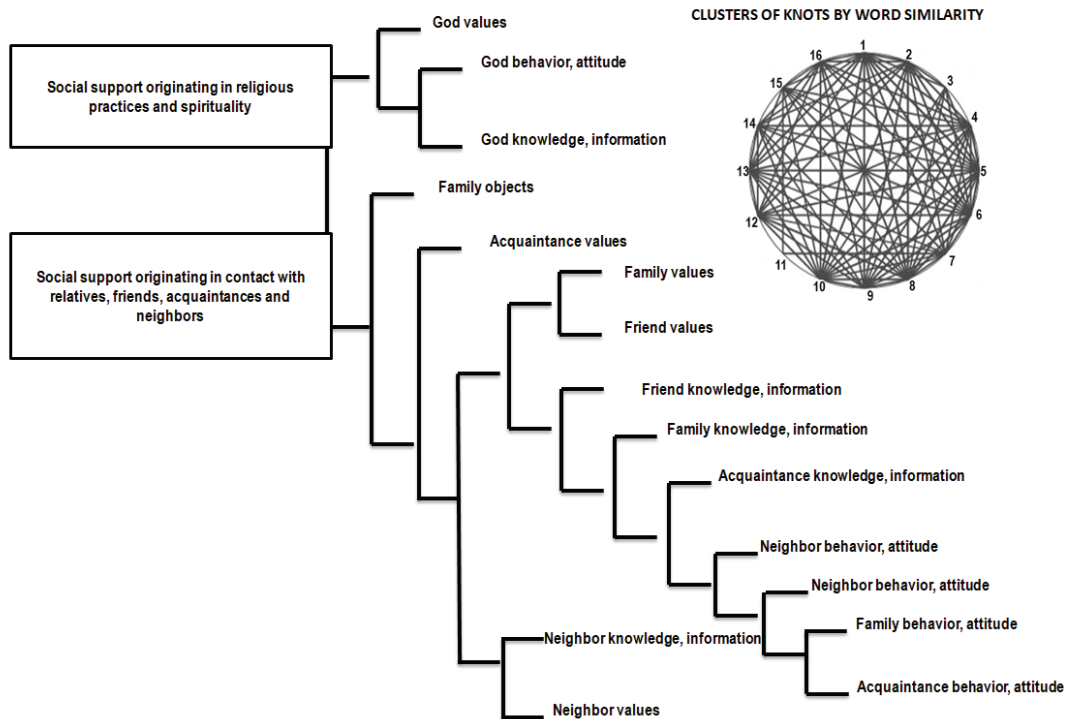 CLUSTERS OF KNOTS BY WORD SIMILARITY
God values
God behavior, attitude
God knowledge, information
Social support originating in religious
practices and spirituality
Family objects
Acquaintance values
Social support originating in contact with
relatives, friends, acquaintances and
neighbors
Family values
Friend values
Friend knowledge, information
Family knowledge, information
Acquaintance knowledge, information
Neighbor behavior, attitude
Neighbor behavior, attitude
Family behavior, attitude
Acquaintance behavior, attitude
Neighbor knowledge, information
Neighbor values
1
2
3
4
5
6
7
8
9
10
11
12
13
14
15
16